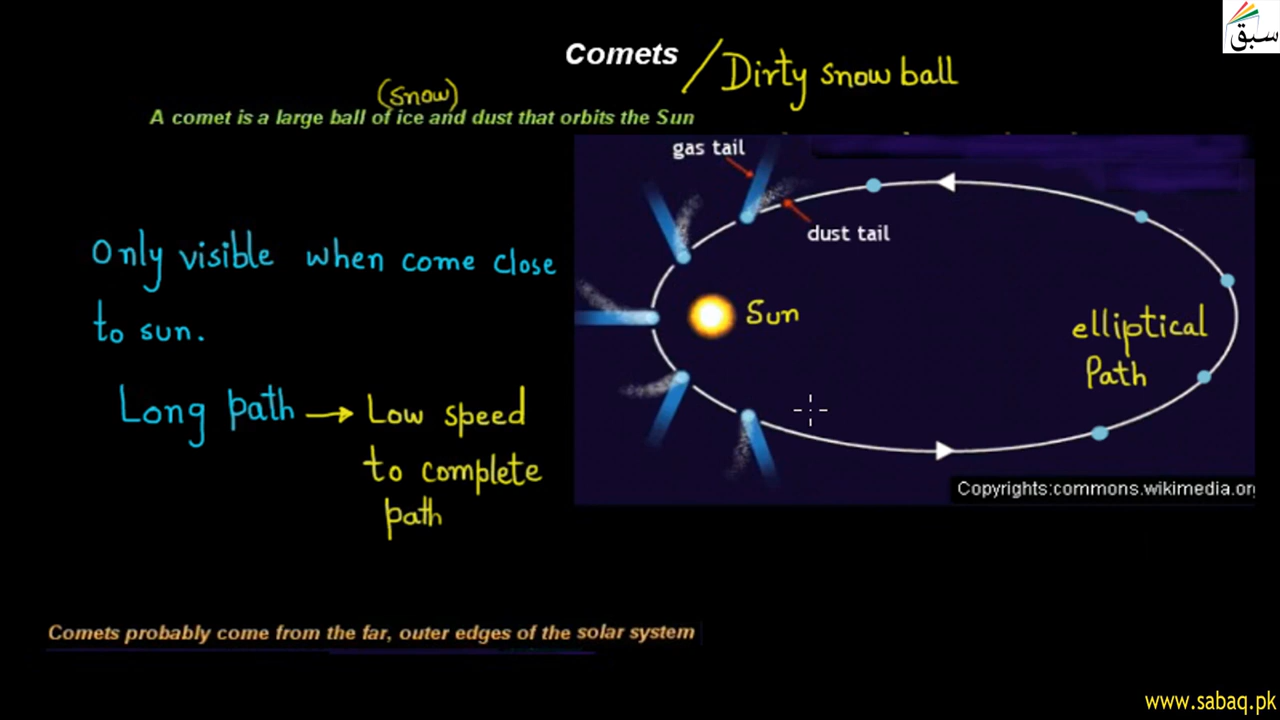 سبق
Comets / Dirty snow ball
(snow)
A comet is a large ball of ice and dust that orbits the Sun
gas tail
dust tail
Only visible when come close
to sun.
Sun
elliptical
Path
Long path → Low speed
to complete
path
Copyrights:commons.wikimedia.or
Comets probably come from the far, outer edges of the solar system
www.sabaq.pk